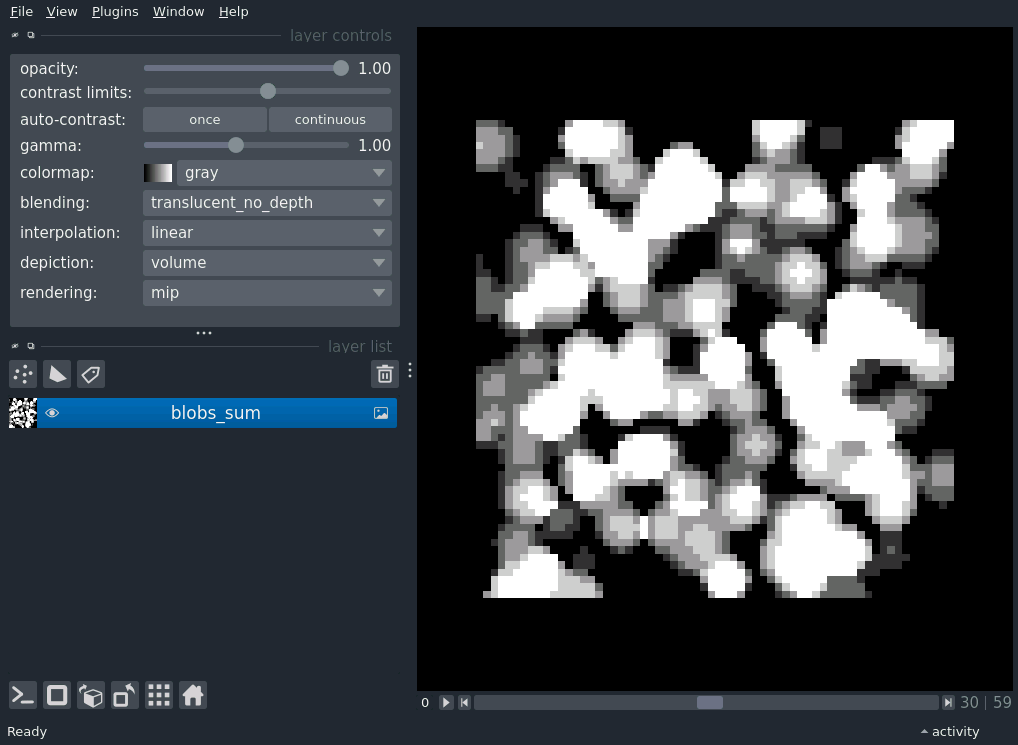 File View Plugins Window Help
layer controls
opacity: 1.00
contrast limits:
auto-contrast: once continuous
gamma: 1.00
colormap: gray
blending: translucent_no_depth
interpolation: linear
depiction: volume
rendering: mip
layer list
blobs_sum
0 30 | 59
Ready activity